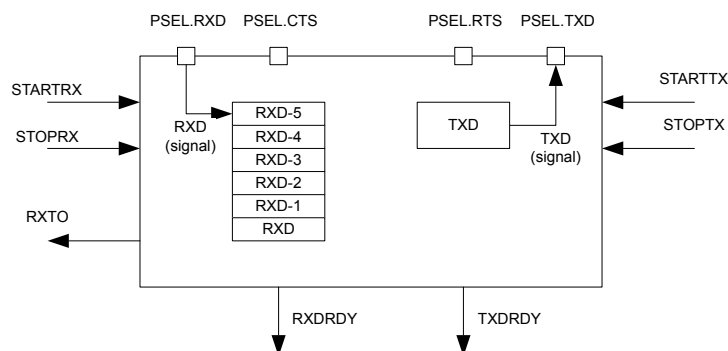 PSEL.RXD PSEL.CTS PSEL.RTS PSEL.TXD
STARTRX
STARTTX
STOPRX
STOPTX
RXTO
RXD
(signal)
RXD-5
RXD-4
RXD-3
RXD-2
RXD-1
RXD
TXD
TXD
(signal)
RXDRDY
TXDRDY